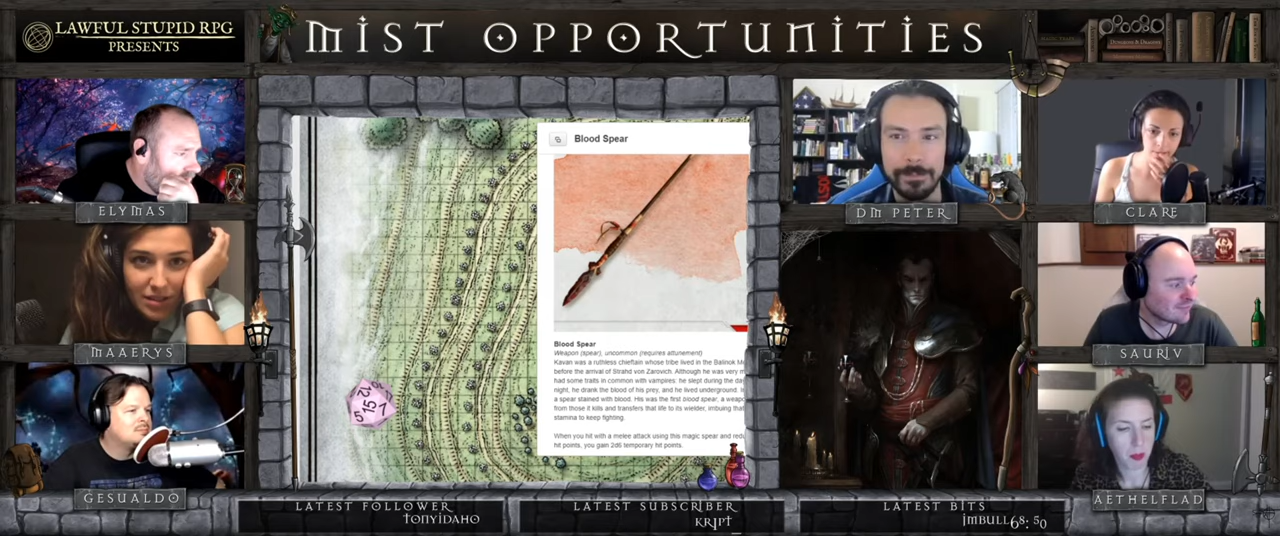 LAWFUL STUPID RPG
PRESENTS
MIST OPPORTUNITIES
ELYMAS
MAAERYS
GESUALDO
Blood Spear
Blood Spear
Weapon (spear), uncommon (requires attunement)
Kavan was a ruthless chieftain whose tribe lived in the Balinok
before the arrival of Strahd von Zarovich. Although he was very
had some traits in common with vampires: he slept during the
night, he drank the blood of his prey, and he lived underground.
a spear stained with blood. His was the first blood spear, a
from those it kills and transfers that life to its wielder, imbuing that
stamina to keep fighting.
When you hit with a melee attack using this magic spear and
hit points, you gain 2d6 temporary hit points.
12
5 15 7
DM PETER
CLARE
SAURIV
AETHELFLAD
LATEST FOLLOWER
TONYIDAHO
LATEST SUBSCRIBER
KRIPT_
LATEST BITS
JMBULL68: 50